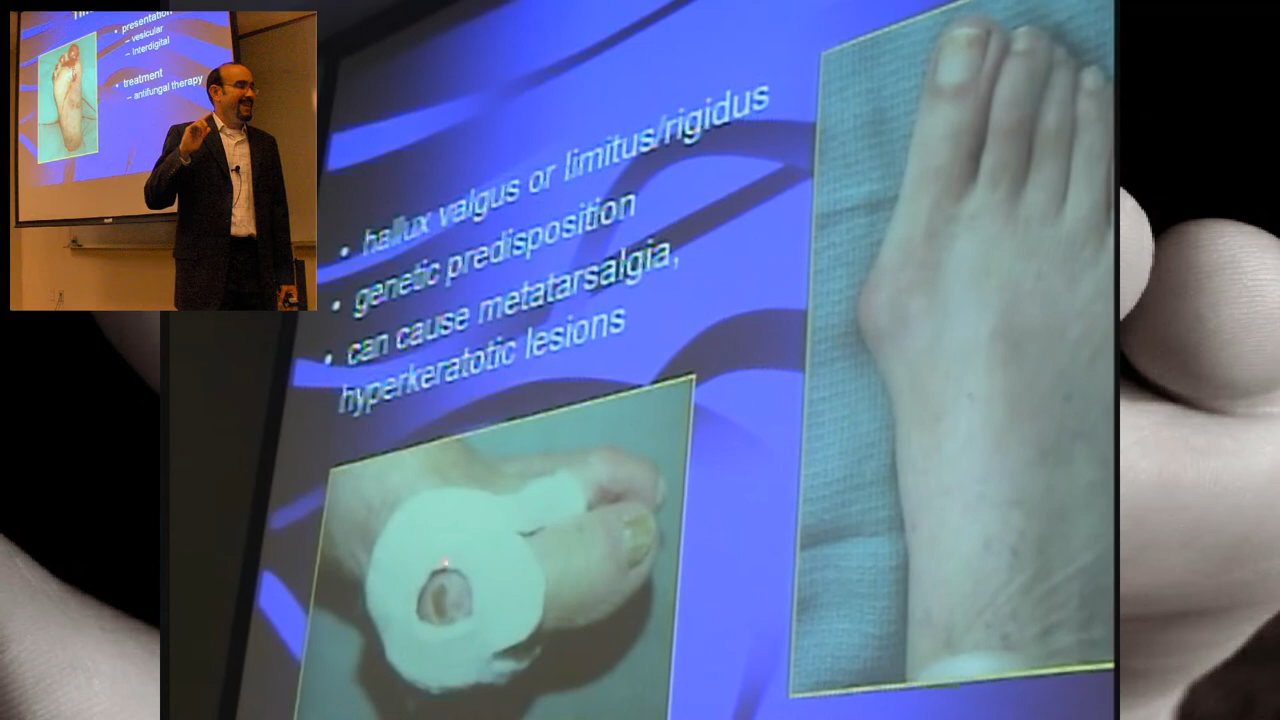 presentation
– vesicular
– Interdigital
• treatment
– antifungal therapy
• hallux valgus or limitus/rigidus
• genetic predisposition
• can cause metatarsalgia,
hyperkeratotic lesions